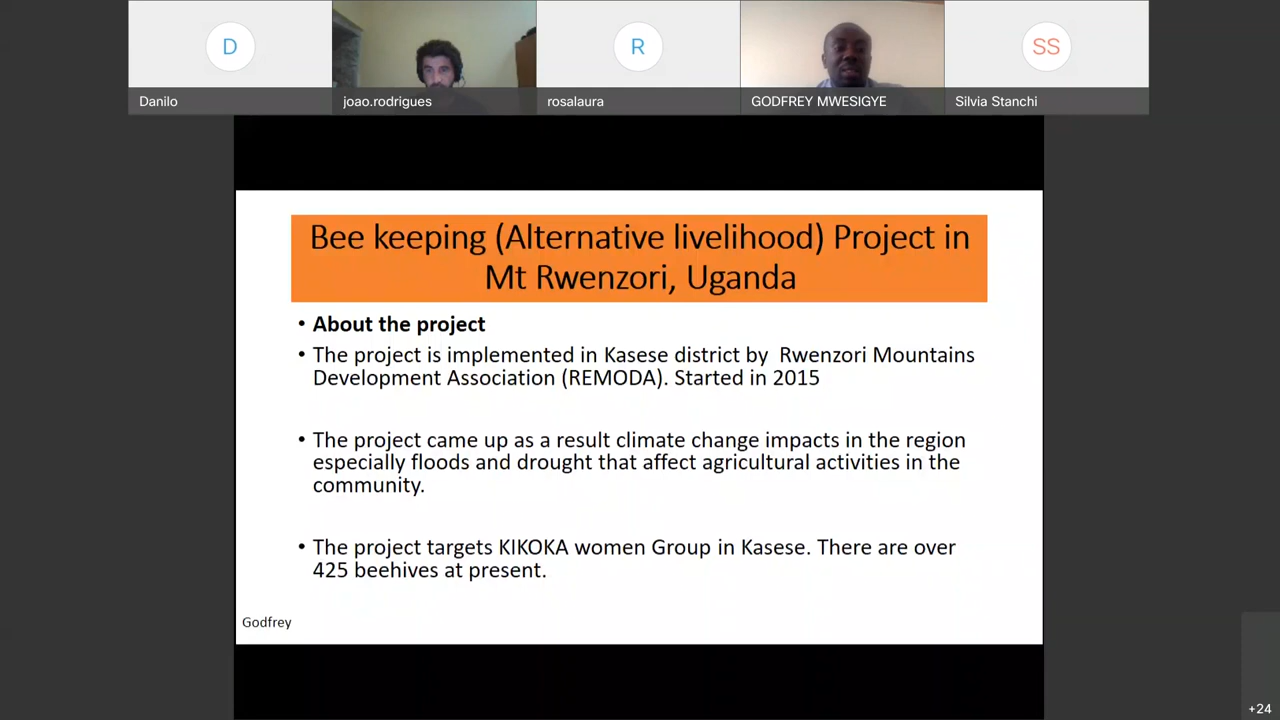 D
R
SS
Danilo
joao.rodrigues
rosalaura
GODFREY MWESIGYE
Silvia Stanchi
Bee keeping (Alternative livelihood) Project in
Mt Rwenzori, Uganda
• About the project
• The project is implemented in Kasese district by  Rwenzori Mountains
Development Association (REMODA). Started in 2015
• The project came up as a result climate change impacts in the region
especially floods and drought that affect agricultural activities in the
community.
• The project targets KIKOKA women Group in Kasese. There are over
425 beehives at present.
Godfrey
+24